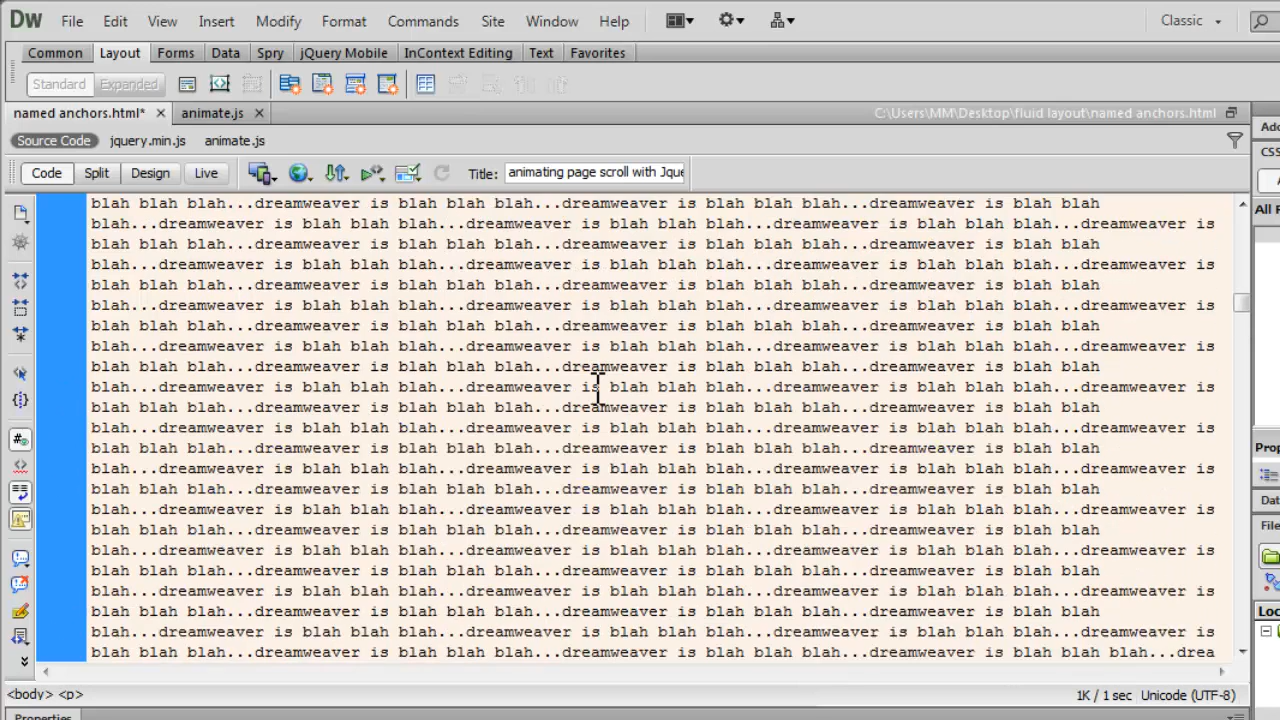 Dw File Edit View Insert Modify Format Commands Site Window Help Classic
Common Layout Forms Data Spry jQuery Mobile InContext Editing Text Favorites
Standard Expanded
named anchors.html* animate.js C:\Users\MM\Desktop\fluid layout\named anchors.html
Source Code jquery.min.js animate.js
Code Split Design Live Title: animating page scroll with Jque
blah blah blah...dreamweaver is blah blah blah...dreamweaver is blah blah blah...dreamweaver is blah blah
blah...dreamweaver is blah blah blah...dreamweaver is blah blah blah...dreamweaver is blah blah blah...dreamweaver is
blah blah blah...dreamweaver is blah blah blah...dreamweaver is blah blah blah...dreamweaver is blah blah
blah...dreamweaver is blah blah blah...dreamweaver is blah blah blah...dreamweaver is blah blah blah...dreamweaver is
blah blah blah...dreamweaver is blah blah blah...dreamweaver is blah blah blah...dreamweaver is blah blah
blah...dreamweaver is blah blah blah...dreamweaver is blah blah blah...dreamweaver is blah blah blah...dreamweaver is
blah blah blah...dreamweaver is blah blah blah...dreamweaver is blah blah blah...dreamweaver is blah blah
blah...dreamweaver is blah blah blah...dreamweaver is blah blah blah...dreamweaver is blah blah blah...dreamweaver is
blah blah blah...dreamweaver is blah blah blah...dreamweaver is blah blah blah...dreamweaver is blah blah
blah...dreamweaver is blah blah blah...dreamweaver is blah blah blah...dreamweaver is blah blah blah...dreamweaver is
blah blah blah...dreamweaver is blah blah blah...dreamweaver is blah blah blah...dreamweaver is blah blah
blah...dreamweaver is blah blah blah...dreamweaver is blah blah blah...dreamweaver is blah blah blah...dreamweaver is
blah blah blah...dreamweaver is blah blah blah...dreamweaver is blah blah blah...dreamweaver is blah blah
blah...dreamweaver is blah blah blah...dreamweaver is blah blah blah...dreamweaver is blah blah blah...dreamweaver is
blah blah blah...dreamweaver is blah blah blah...dreamweaver is blah blah blah...dreamweaver is blah blah
blah...dreamweaver is blah blah blah...dreamweaver is blah blah blah...dreamweaver is blah blah blah...dreamweaver is
blah blah blah...dreamweaver is blah blah blah...dreamweaver is blah blah blah...dreamweaver is blah blah
blah...dreamweaver is blah blah blah...dreamweaver is blah blah blah...dreamweaver is blah blah blah...dreamweaver is
blah blah blah...dreamweaver is blah blah blah...dreamweaver is blah blah blah...dreamweaver is blah blah
blah...dreamweaver is blah blah blah...dreamweaver is blah blah blah...dreamweaver is blah blah blah...dreamweaver is
blah blah blah...dreamweaver is blah blah blah...dreamweaver is blah blah blah...dreamweaver is blah blah
blah...dreamweaver is blah blah blah...dreamweaver is blah blah blah...dreamweaver is blah blah blah...dreamweaver is
blah blah blah...dreamweaver is blah blah blah...dreamweaver is blah blah blah...dreamweaver is blah blah blah...drea
<body> <p> 1K / 1 sec Unicode (UTF-8)
Properties
Ado
CSS
All F
Prop
Dat
File
Loc